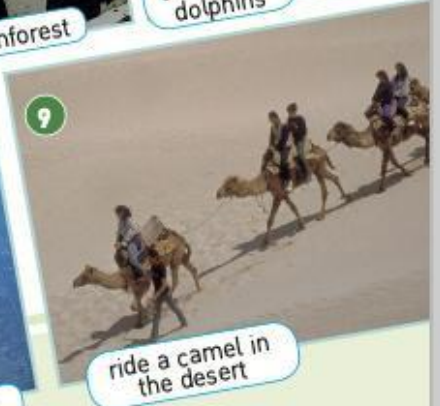 nforest
dolphins
9
ride a camel in
the desert